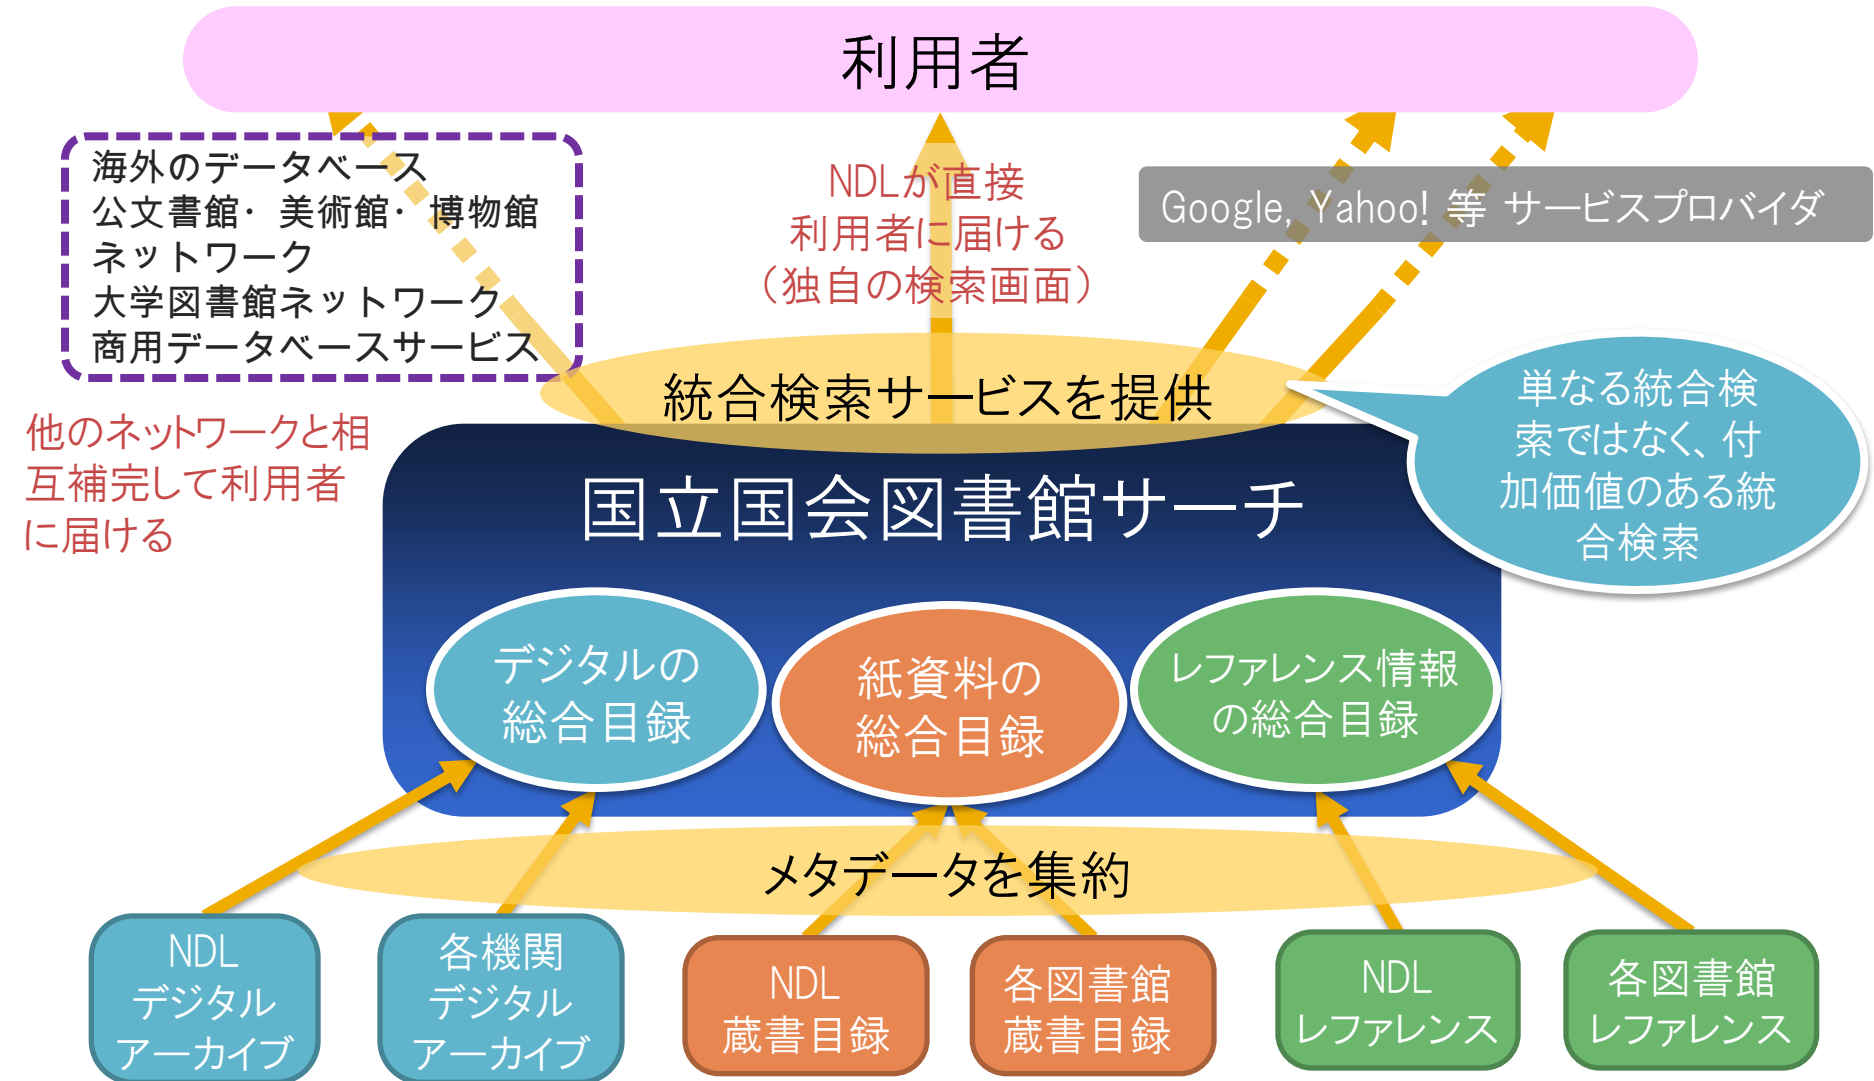 利用者
海外のデータベース
公文書館・美術館・博物館
ネットワーク
大学図書館ネットワーク
商用データベースサービス
NDLが直接
利用者に届ける
（独自の検索画面）
Google, Yahoo! 等 サービスプロバイダ
他のネットワークと相
互補完して利用者
に届ける
統合検索サービスを提供
単なる統合検
索ではなく、付
加価値のある統
合検索
国立国会図書館サーチ
デジタルの
総合目録
紙資料の
総合目録
レファレンス情報
の総合目録
メタデータを集約
NDL
デジタル
アーカイブ
各機関
デジタル
アーカイブ
NDL
蔵書目録
各図書館
蔵書目録
NDL
レファレンス
各図書館
レファレンス